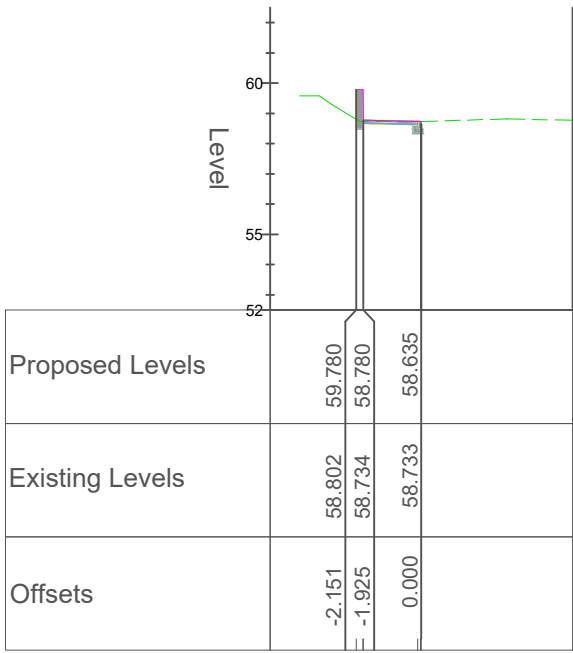 60
Level
55
52
Proposed Levels 59.780 58.780 58.635
Existing Levels 58.802 58.734 58.733
Offsets -2.151 -1.925 0.000